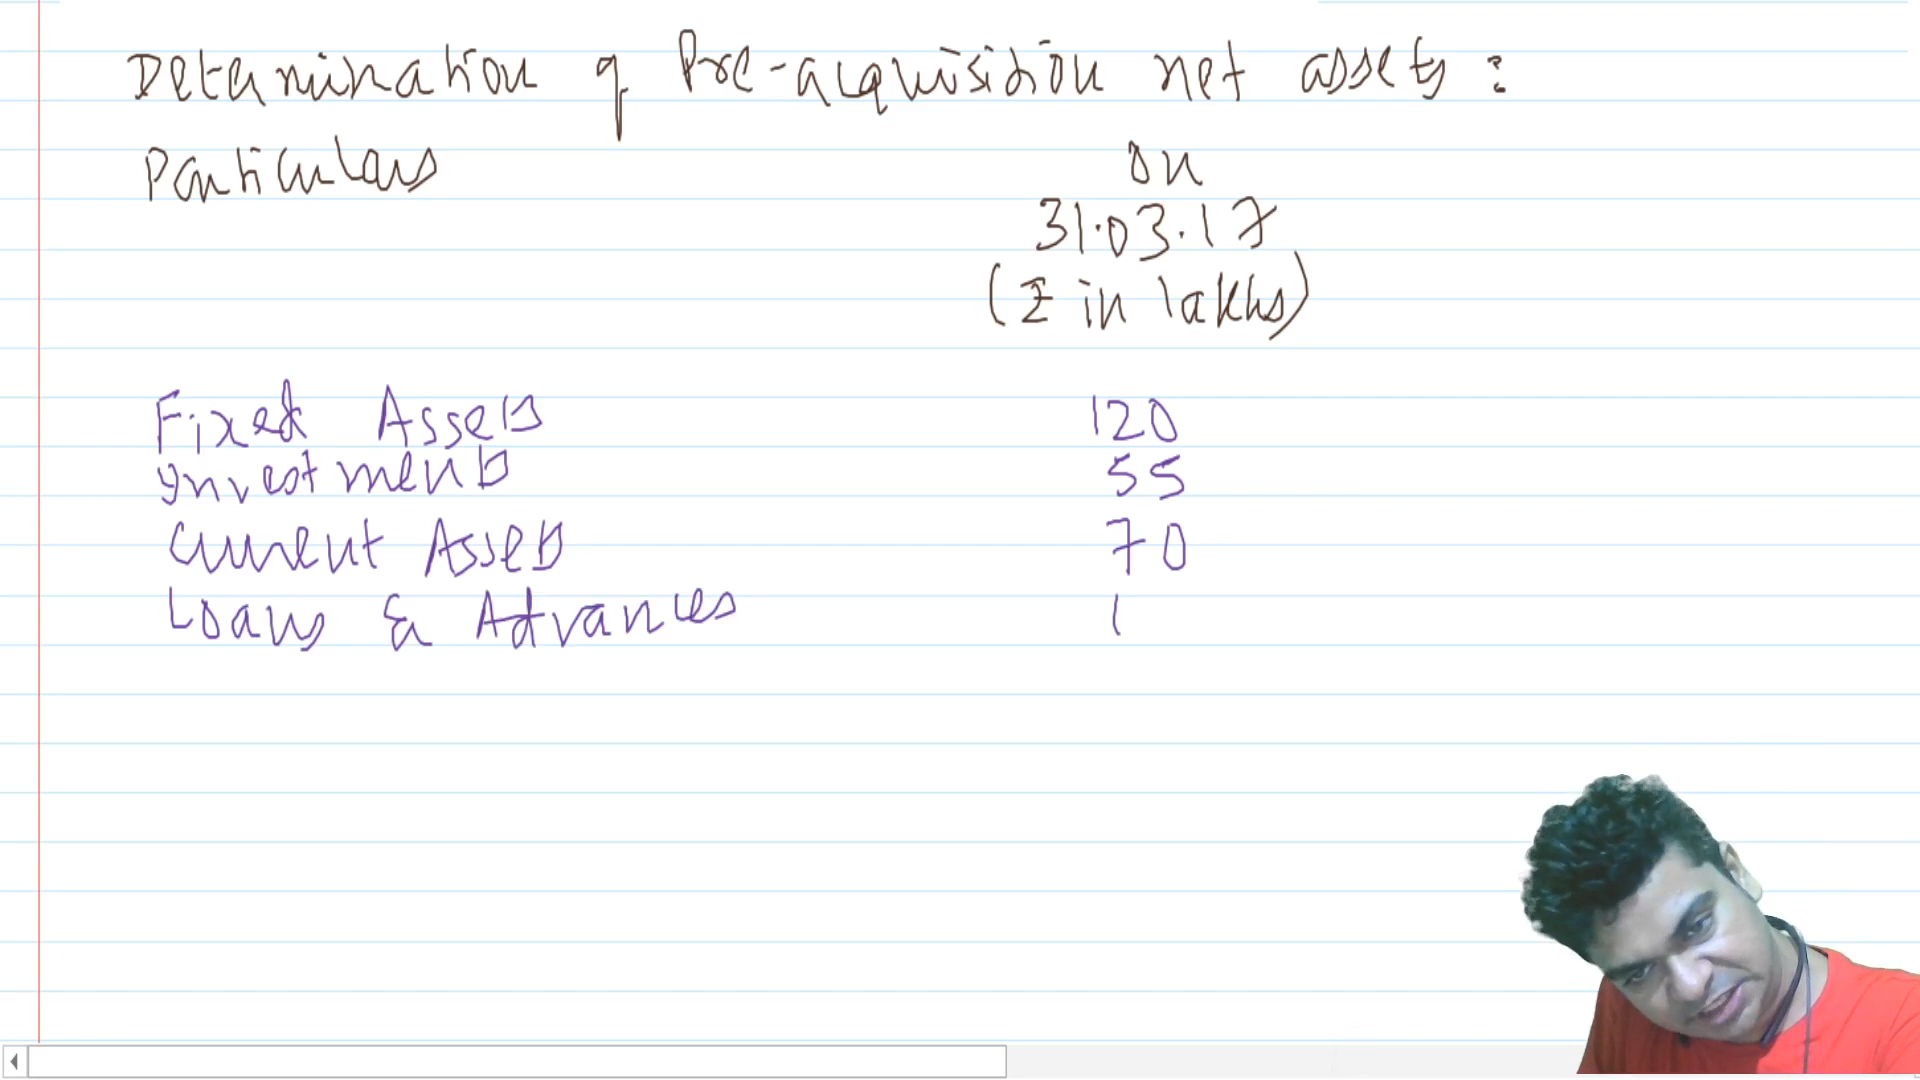 Determination of Pre-acquisition net assets :
Particulars on
31.03.17
(₹ in lakhs)
Fixed Assets 120
Investments 55
Current Assets 70
Loans & Advances 1